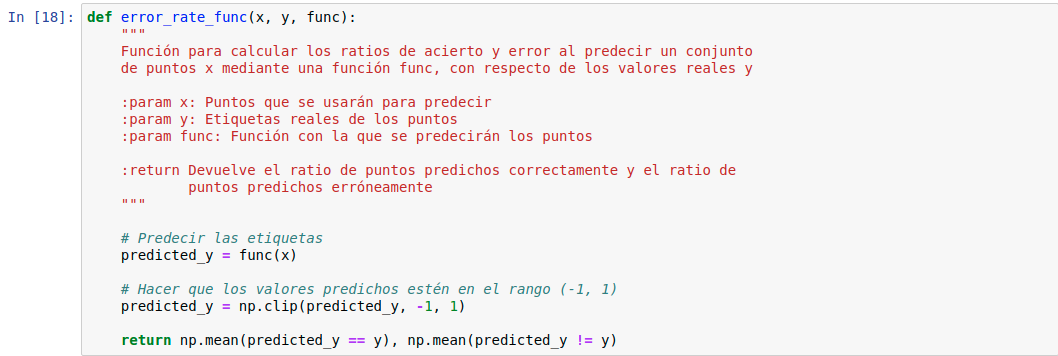 In [18]: def error_rate_func(x, y, func):
    """
    Función para calcular los ratios de acierto y error al predecir un conjunto
    de puntos x mediante una función func, con respecto de los valores reales y
    :param x: Puntos que se usarán para predecir
    :param y: Etiquetas reales de los puntos
    :param func: Función con la que se predecirán los puntos
    :return Devuelve el ratio de puntos predichos correctamente y el ratio de
            puntos predichos erróneamente
    """
    # Predecir las etiquetas
    predicted_y = func(x)
    # Hacer que los valores predichos estén en el rango (-1, 1)
    predicted_y = np.clip(predicted_y, -1, 1)
    return np.mean(predicted_y == y), np.mean(predicted_y != y)